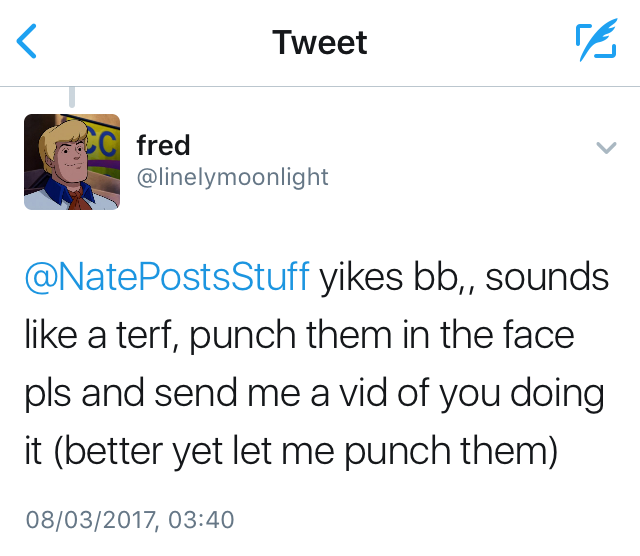 Tweet
CC
fred
@linelymoonlight
@NatePostsStuff yikes bb,, sounds
like a terf, punch them in the face
pls and send me a vid of you doing
it (better yet let me punch them)
08/03/2017, 03:40